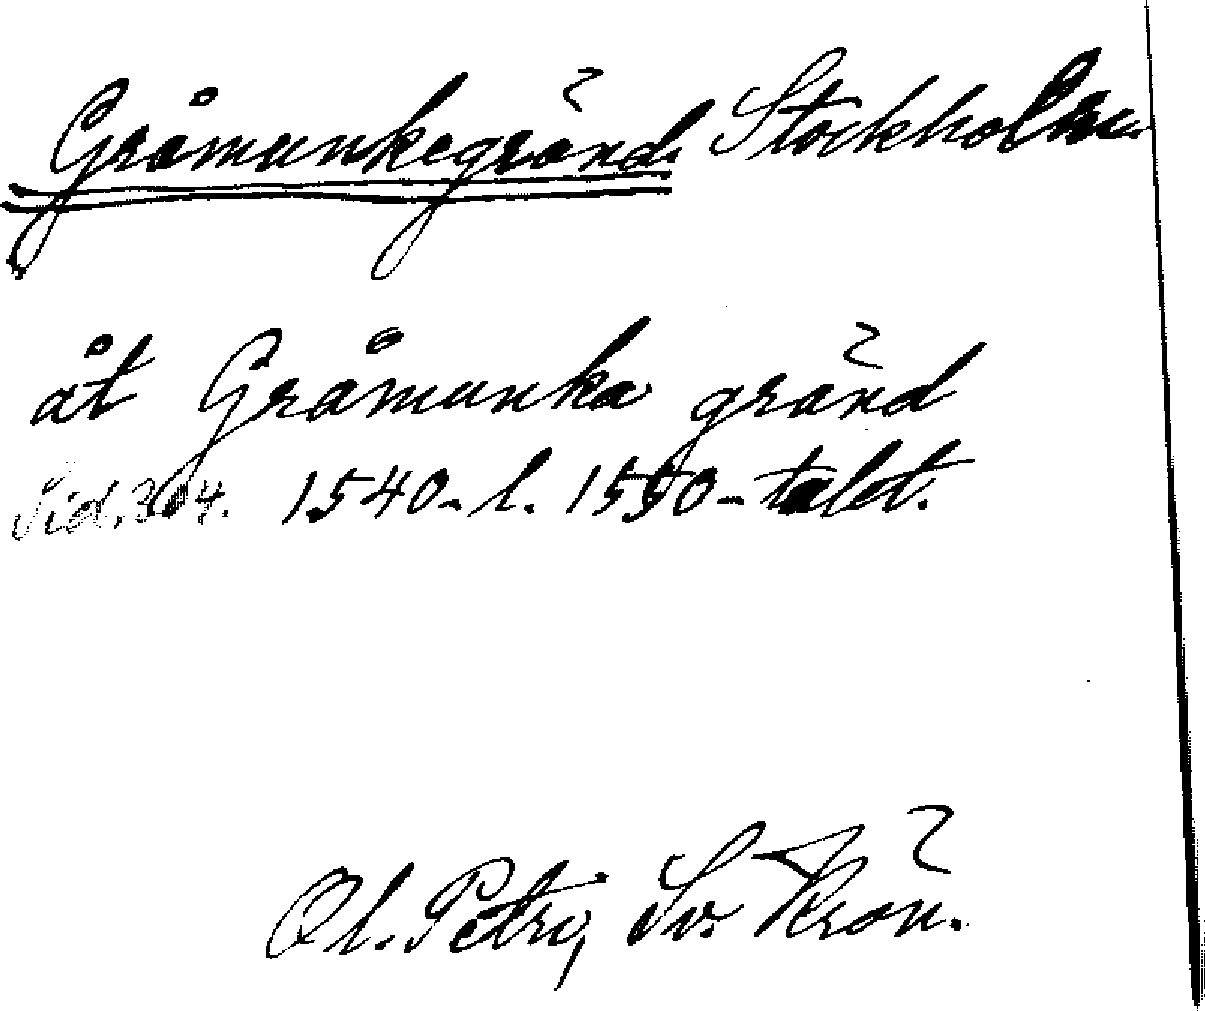 Gråmunkegränd. Stockholm.
åt Gråmunka gränd
Sid. 304. 1540- l. 1550-talet.
Ol. Petri, Sv. Krön.